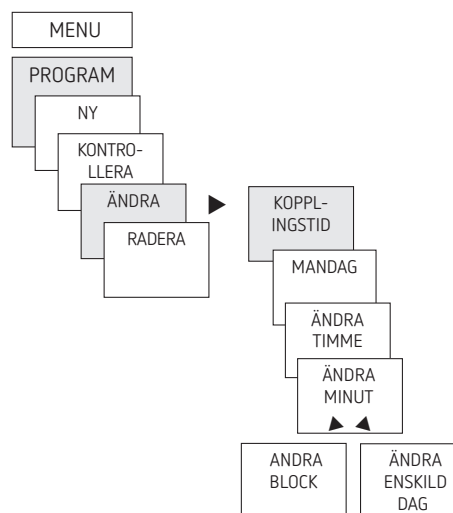 MENU
PROGRAM
NY
KONTRO-
LLERA
ÄNDRA
RADERA
KOPPL-
INGSTID
MANDAG
ÄNDRA
TIMME
ÄNDRA
MINUT
ANDRA
BLOCK
ÄNDRA
ENSKILD
DAG